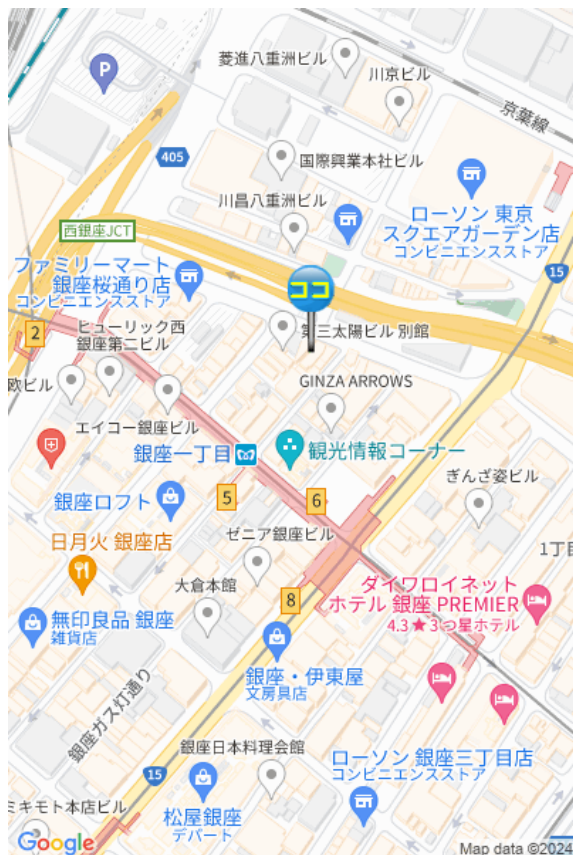 菱進八重洲ビル
川京ビル
P
京葉線
405
国際興業本社ビル
川昌八重洲ビル
ローソン 東京
スクエアガーデン店
コンビニエンスストア
西銀座JCT
ファミリーマート
銀座桜通り店
コンビニエンスストア
ココ
15
2
ヒューリック西
銀座第二ビル
第三太陽ビル 別館
欧ビル
GINZA ARROWS
エイコー銀座ビル
銀座一丁目
観光情報コーナー
ぎんざ姿ビル
銀座ロフト
5
6
ゼニア銀座ビル
日月火 銀座店
1丁目
大倉本館
8
ダイワロイネット
ホテル 銀座 PREMIER
4.3★3つ星ホテル
無印良品 銀座
雑貨店
銀座・伊東屋
文房具店
銀座ガス灯通り
銀座日本料理会館
ローソン 銀座三丁目店
コンビニエンスストア
15
ミキモト本店ビル
松屋銀座
デパート
Google
Map data ©2024